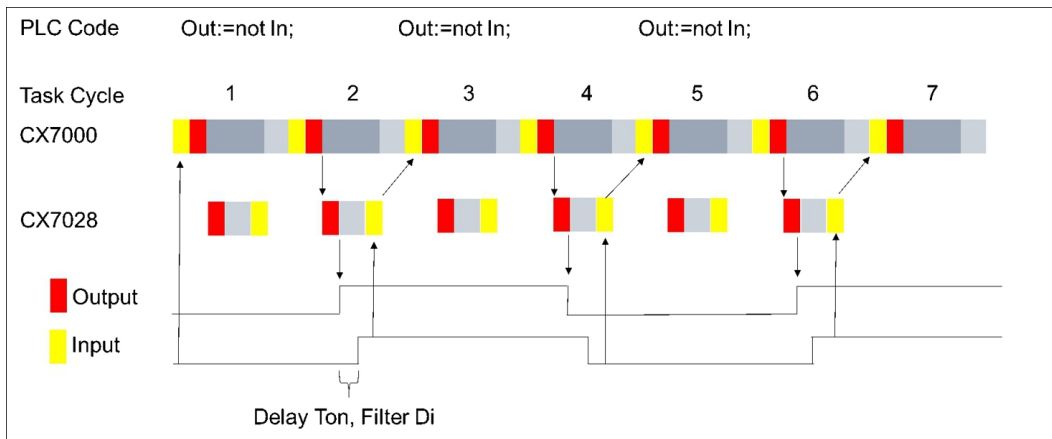 PLC Code Out:=not In; Out:=not In; Out:=not In;
Task Cycle 1 2 3 4 5 6 7
CX7000
CX7028
Output
Input
Delay Ton, Filter Di